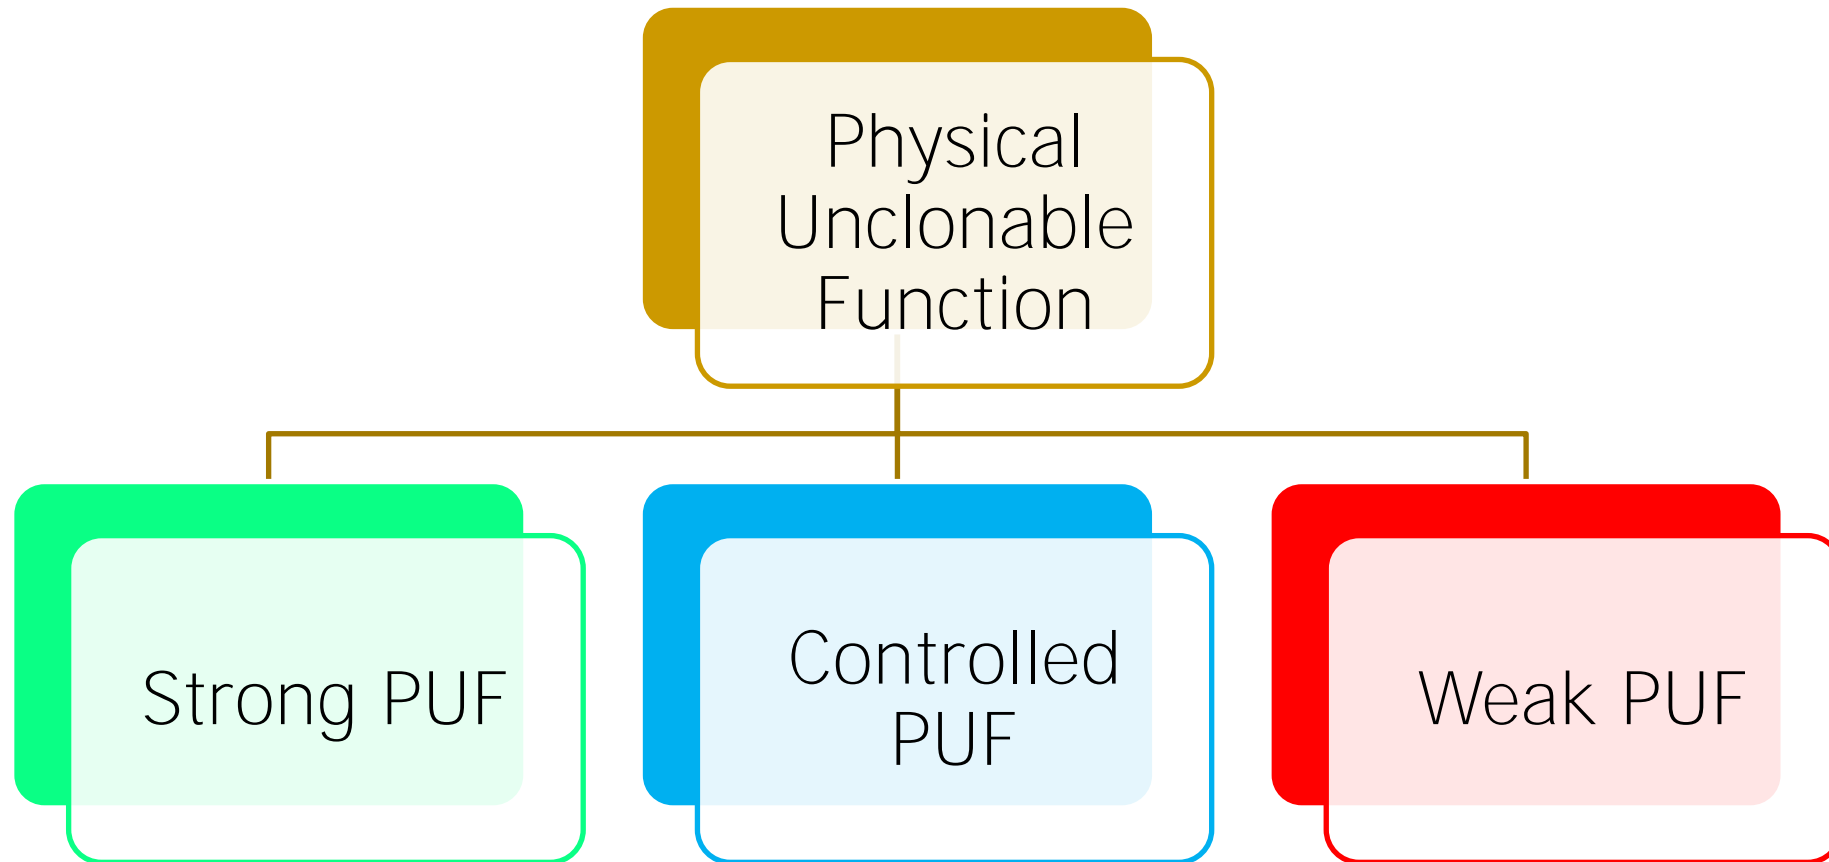 Physical
Unclonable
Function
Strong PUF
Controlled
PUF
Weak PUF